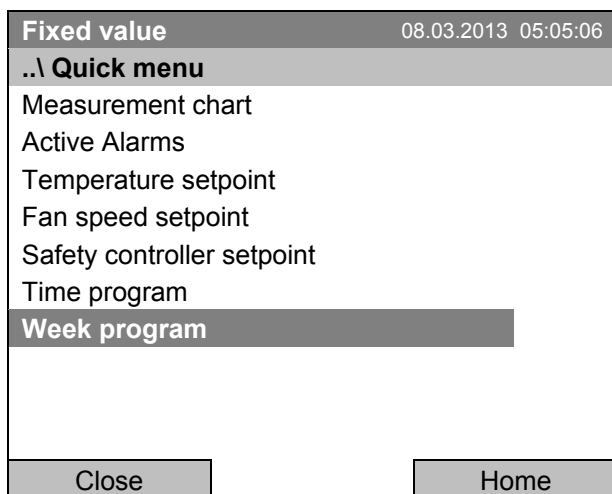 Fixed value 08.03.2013 05:05:06
..\ Quick menu
Measurement chart
Active Alarms
Temperature setpoint
Fan speed setpoint
Safety controller setpoint
Time program
Week program
Close Home